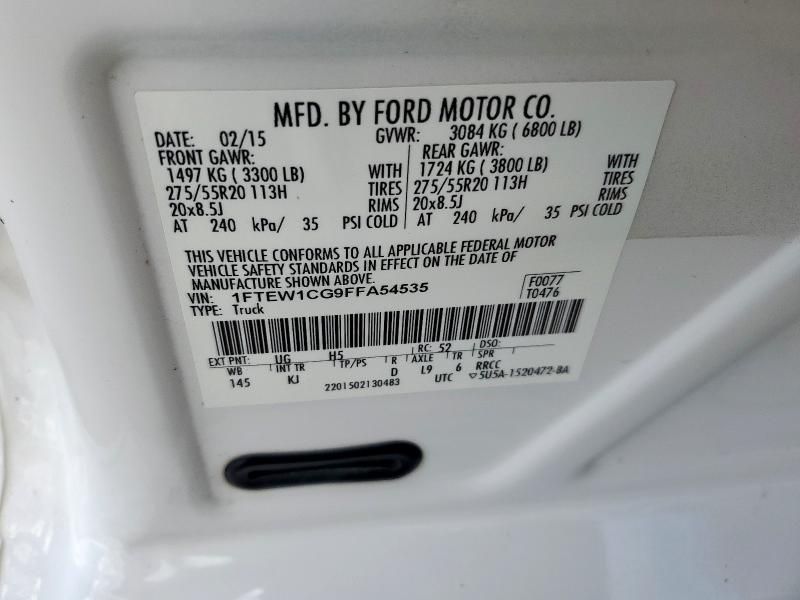 MFD. BY FORD MOTOR CO.
DATE: 02/15 GVWR: 3084 KG ( 6800 LB)
FRONT GAWR: REAR GAWR:
1497 KG ( 3300 LB) WITH 1724 KG ( 3800 LB) WITH
275/55R20 113H TIRES 275/55R20 113H TIRES
20x8.5J RIMS 20x8.5J RIMS
AT 240 kPa/ 35 PSI COLD AT 240 kPa/ 35 PSI COLD
THIS VEHICLE CONFORMS TO ALL APPLICABLE FEDERAL MOTOR
VEHICLE SAFETY STANDARDS IN EFFECT ON THE DATE OF
MANUFACTURE SHOWN ABOVE.
VIN: 1FTEW1CG9FFA54535 F0077
TYPE: Truck T0476
EXT PNT: UG H5 RC: 52 DSO:
WB INT TR TP/PS R AXLE TR SPR
145 KJ D L9 6 RRCC
2201502130483 UTC ▽5U5A-1520472-BA